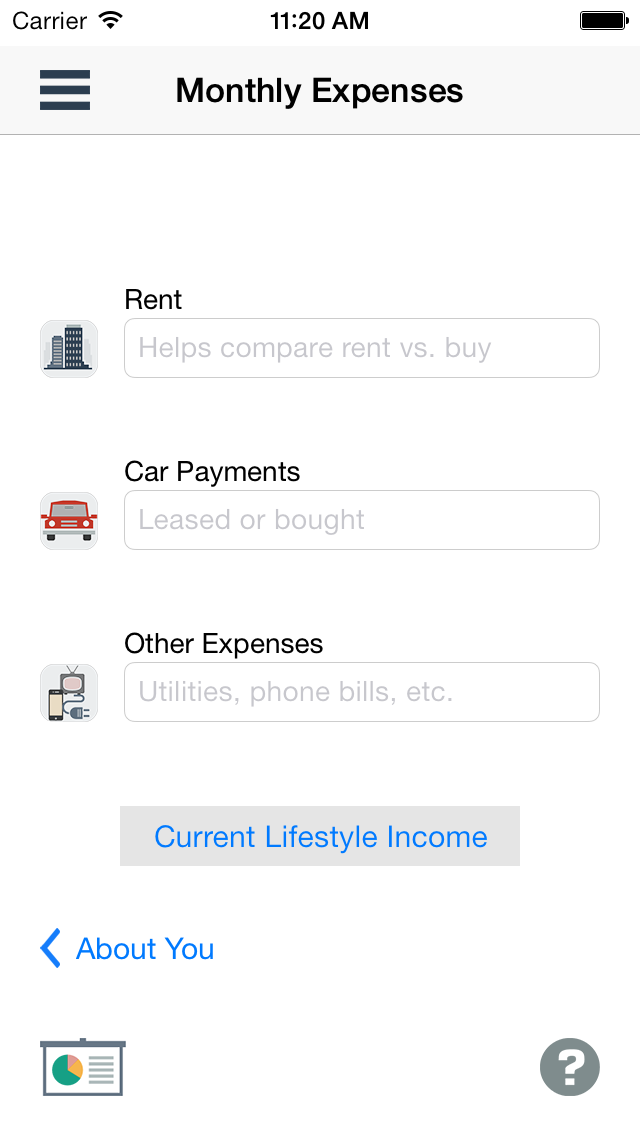 Carrier 11:20 AM
Monthly Expenses
Rent
Helps compare rent vs. buy
Car Payments
Leased or bought
Other Expenses
Utilities, phone bills, etc.
Current Lifestyle Income
About You
?